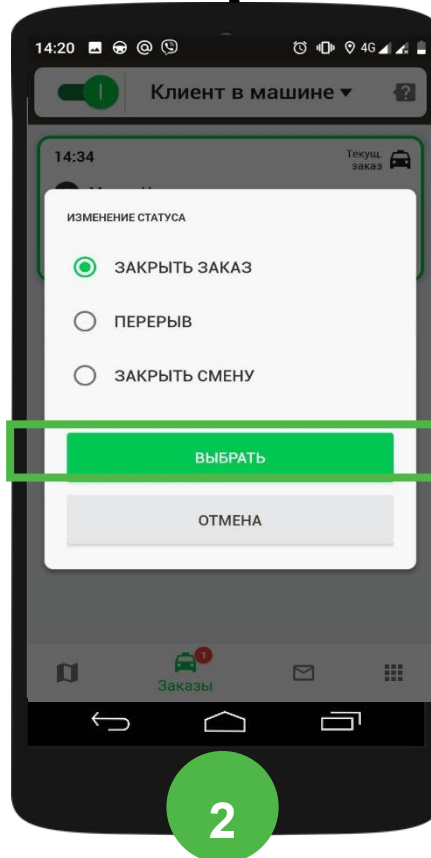 14:20 4G
Клиент в машине
14:34 Текущ.
заказ
ИЗМЕНЕНИЕ СТАТУСА
ЗАКРЫТЬ ЗАКАЗ
ПЕРЕРЫВ
ЗАКРЫТЬ СМЕНУ
ВЫБРАТЬ
ОТМЕНА
1
Заказы
2